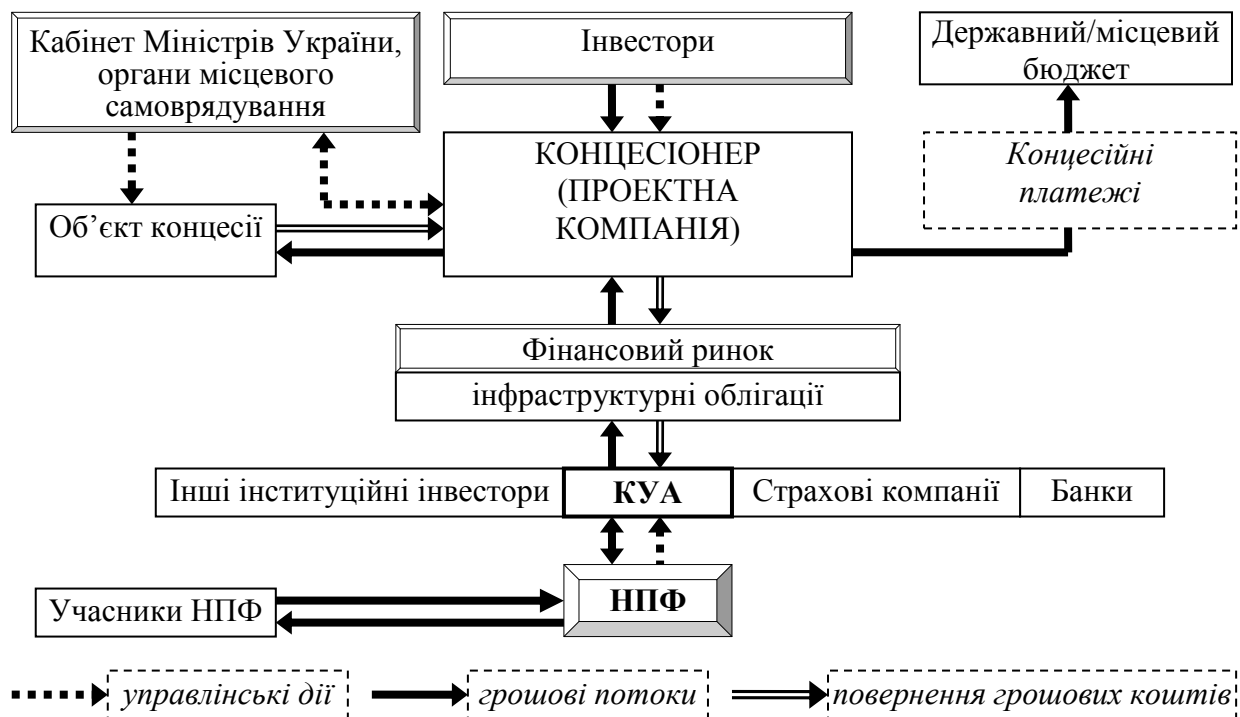 Кабінет Міністрів України,
органи місцевого
самоврядування
Інвестори
Державний/місцевий
бюджет
КОНЦЕСІОНЕР
(ПРОЕКТНА
КОМПАНІЯ)
Концесійні
платежі
Об’єкт концесії
Фінансовий ринок
інфраструктурні облігації
Інші інституційні інвестори
КУА
Страхові компанії
Банки
НПФ
Учасники НПФ
управлінські дії
грошові потоки
повернення грошових коштів